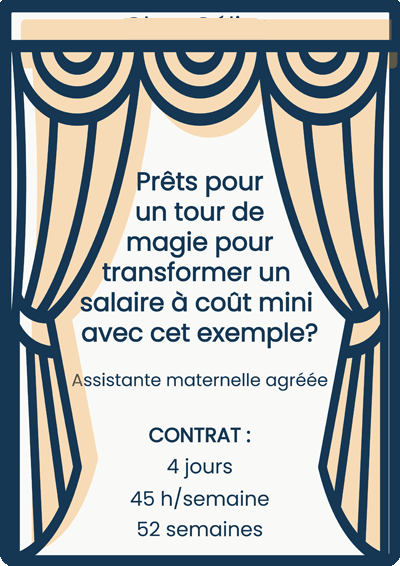 Prêts pour
un tour de
magie pour
transformer un
salaire à coût mini
avec cet exemple?
Assistante maternelle agréée
CONTRAT :
4 jours
45 h/semaine
52 semaines